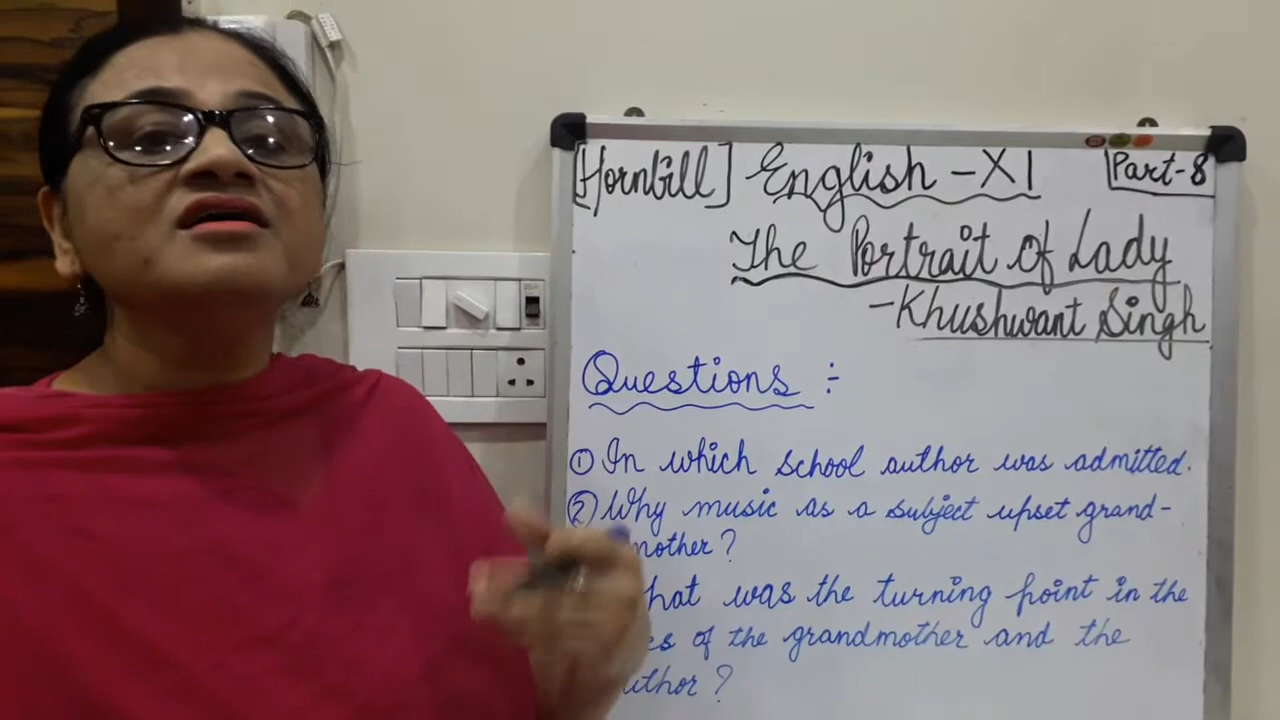 [Hornbill] English - XI Part-8
The Portrait of Lady
- Khushwant Singh
Questions :-
① In which school author was admitted.
② Why music as a subject upset grand-
mother ?
was the turning point in the
of the grandmother and the
?